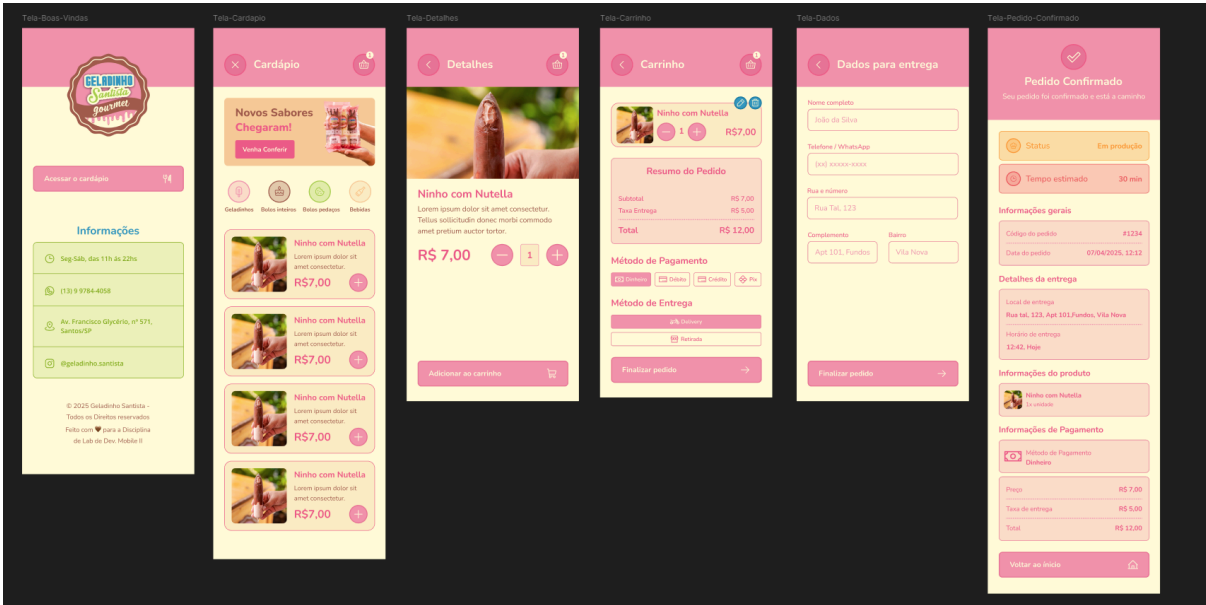 Tela-Boas-Vindas
GELADINHO
Santista
gourmet
Acessar o cardápio
Informações
Seg-Sáb, das 11h ás 22hs
(13) 9 9784-4058
Av. Francisco Glycério, nº 571,
Santos/SP
@geladinho.santista
© 2025 Geladinho Santista -
Todos os Direitos reservados
Feito com 🤎 para a Disciplina
de Lab de Dev. Mobile II
Tela-Cardapio
Cardápio
1
Novos Sabores
Chegaram!
Venha Conferir
Geladinhos
Bolos inteiros
Bolos pedaços
Bebidas
Ninho com Nutella
Lorem ipsum dolor sit
amet consectetur.
R$7,00
Ninho com Nutella
Lorem ipsum dolor sit
amet consectetur.
R$7,00
Ninho com Nutella
Lorem ipsum dolor sit
amet consectetur.
R$7,00
Ninho com Nutella
Lorem ipsum dolor sit
amet consectetur.
R$7,00
Tela-Detalhes
Detalhes
1
Ninho com Nutella
Lorem ipsum dolor sit amet consectetur.
Tellus sollicitudin donec morbi commodo
amet pretium auctor tortor.
R$ 7,00
1
Adicionar ao carrinho
Tela-Carrinho
Carrinho
1
Ninho com Nutella
1
R$7,00
Resumo do Pedido
Subtotal R$ 7,00
Taxa Entrega R$ 5,00
Total R$ 12,00
Método de Pagamento
Dinheiro
Débito
Crédito
Pix
Método de Entrega
Delivery
Retirada
Finalizar pedido
Tela-Dados
Dados para entrega
Nome completo
João da Silva
Telefone / WhatsApp
(xx) xxxxx-xxxx
Rua e número
Rua Tal, 123
Complemento
Bairro
Apt 101, Fundos
Vila Nova
Finalizar pedido
Tela-Pedido-Confirmado
Pedido Confirmado
Seu pedido foi confirmado e está a caminho
Status Em produção
Tempo estimado 30 min
Informações gerais
Código do pedido #1234
Data do pedido 07/04/2025, 12:12
Detalhes da entrega
Local de entrega
Rua tal, 123, Apt 101,Fundos, Vila Nova
Horário de entrega
12:42, Hoje
Informações do produto
Ninho com Nutella
1x unidade
Informações de Pagamento
Método de Pagamento
Dinheiro
Preço R$ 7,00
Taxa de entrega R$ 5,00
Total R$ 12,00
Voltar ao Início